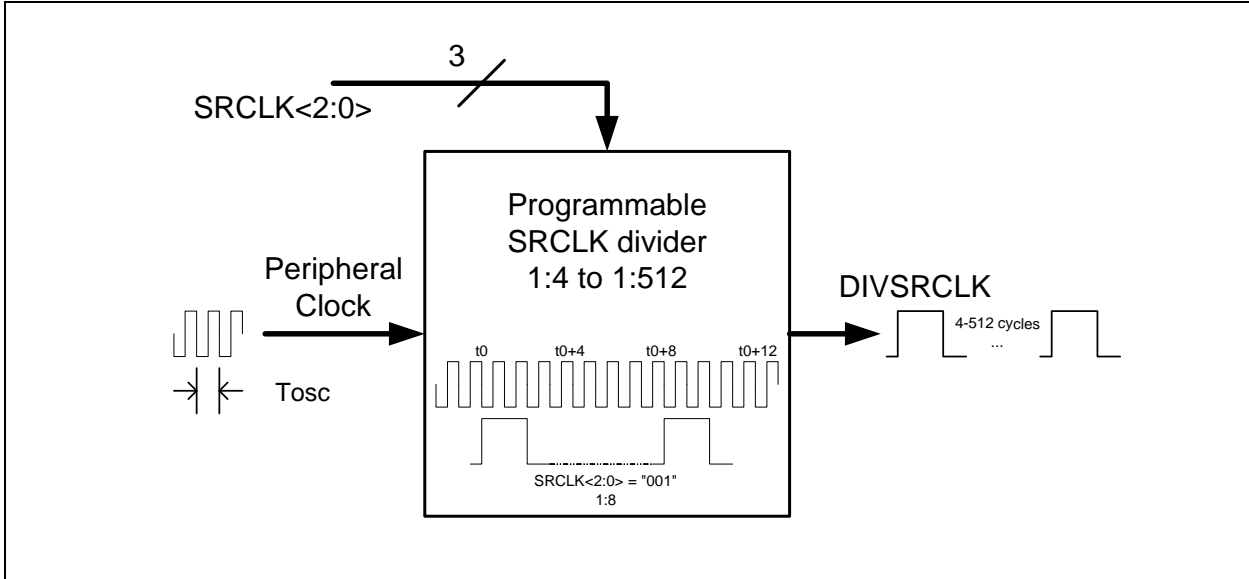 3
SRCLK<2:0>
Programmable
SRCLK divider
1:4 to 1:512
Peripheral
Clock
DIVSRCLK
4-512 cycles
...
t0 t0+4 t0+8 t0+12
Tosc
SRCLK<2:0> = "001"
1:8